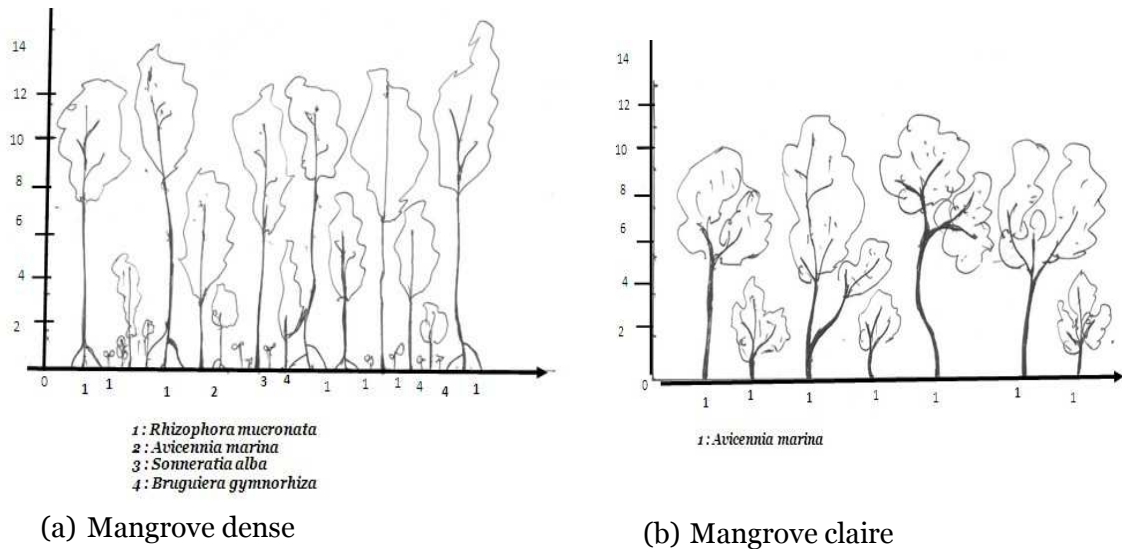 14
12
10
8
6
4
2
0
1 1 1 2 3 4 1 1 1 4 4 1
1 : Rhizophora mucronata
2 : Avicennia marina
3 : Sonneratia alba
4 : Bruguiera gymnorhiza
(a) Mangrove dense
14
12
10
8
6
4
2
0
1 1 1 1 1 1 1
1 : Avicennia marina
(b) Mangrove claire